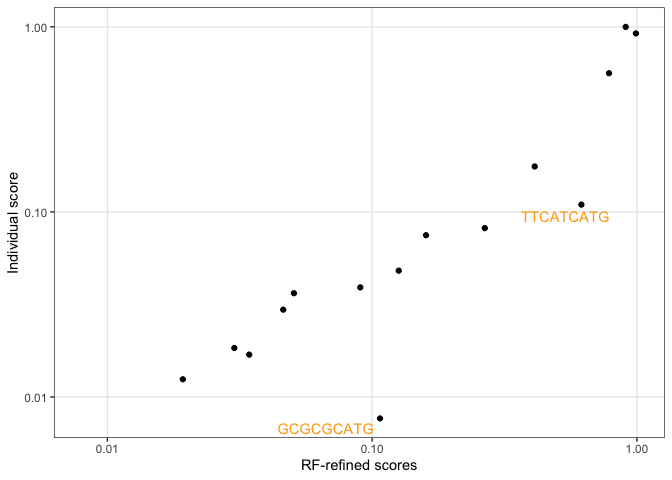 1.00
0.10
0.01
Individual score
TTCATCATG
GCGCGCATG
0.01
0.10
1.00
RF-refined scores